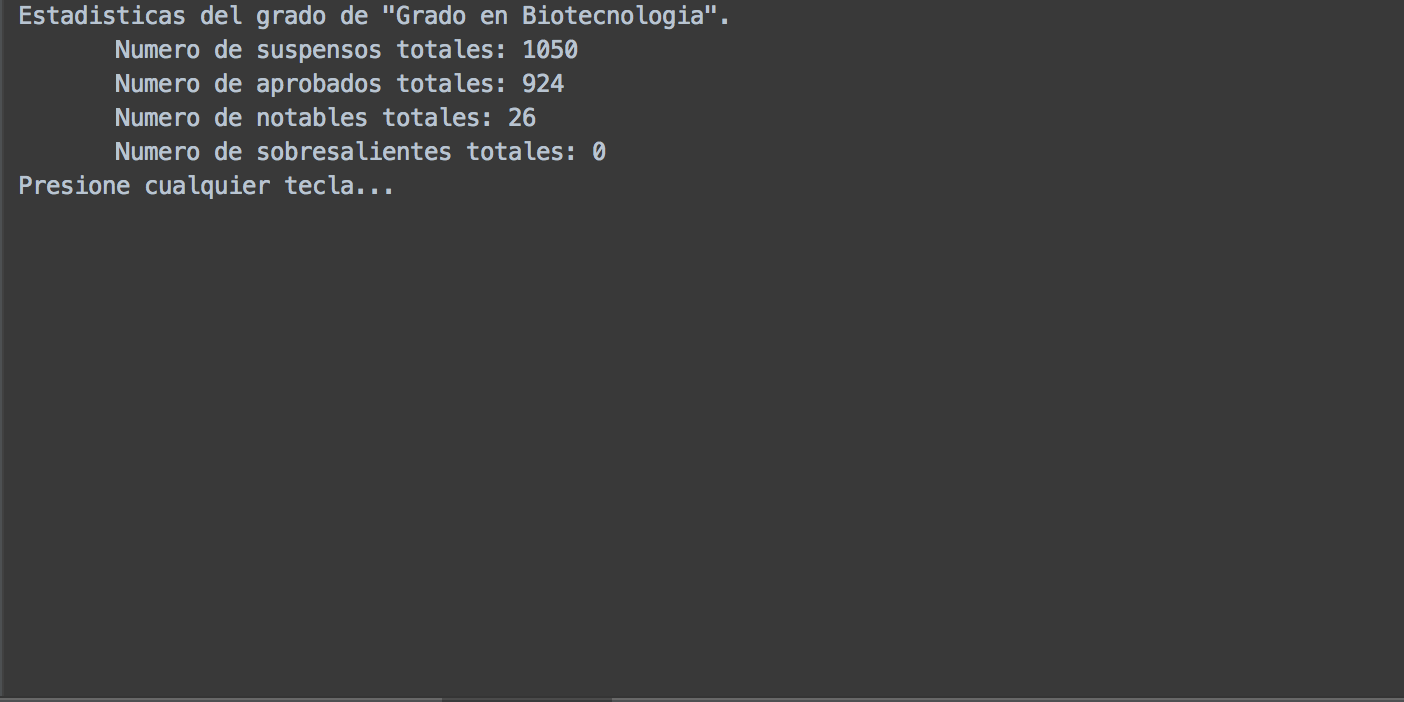 Estadisticas del grado de "Grado en Biotecnologia".
Numero de suspensos totales: 1050
Numero de aprobados totales: 924
Numero de notables totales: 26
Numero de sobresalientes totales: 0
Presione cualquier tecla...